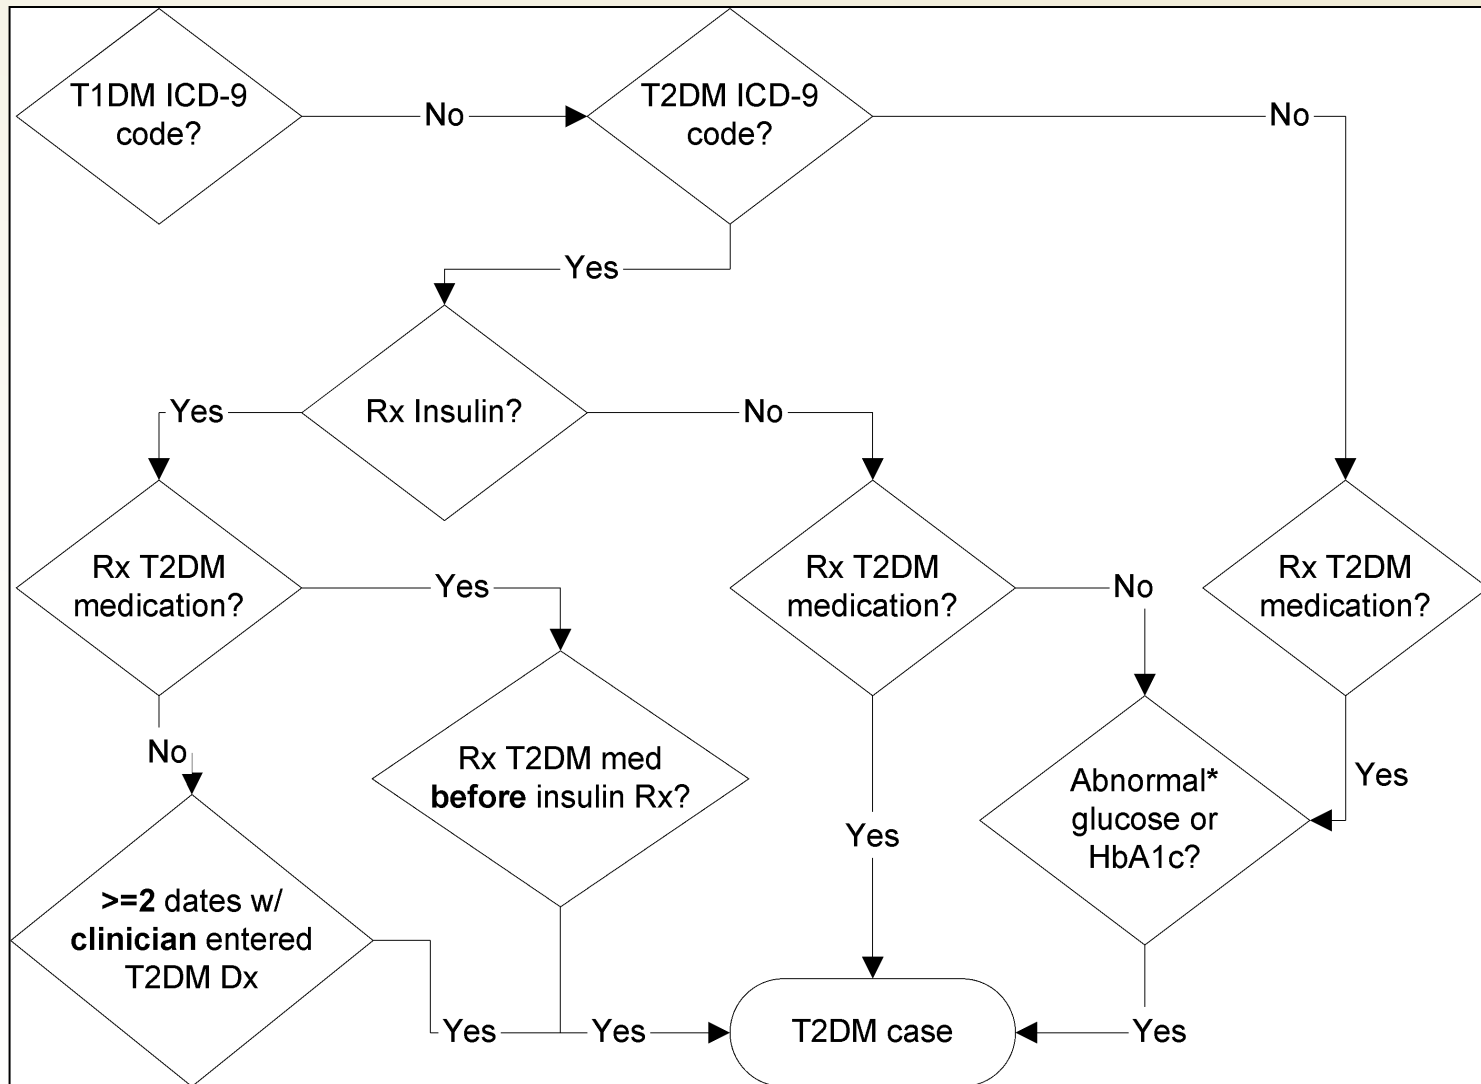 T1DM ICD-9
code?
No
T2DM ICD-9
code?
No
Yes
Yes
Rx Insulin?
No
Rx T2DM
medication?
Yes
Rx T2DM
medication?
No
Rx T2DM
medication?
No
Rx T2DM med
before insulin Rx?
Abnormal*
glucose or
HbA1c?
Yes
Yes
>=2 dates w/
clinician entered
T2DM Dx
Yes
Yes
T2DM case
Yes